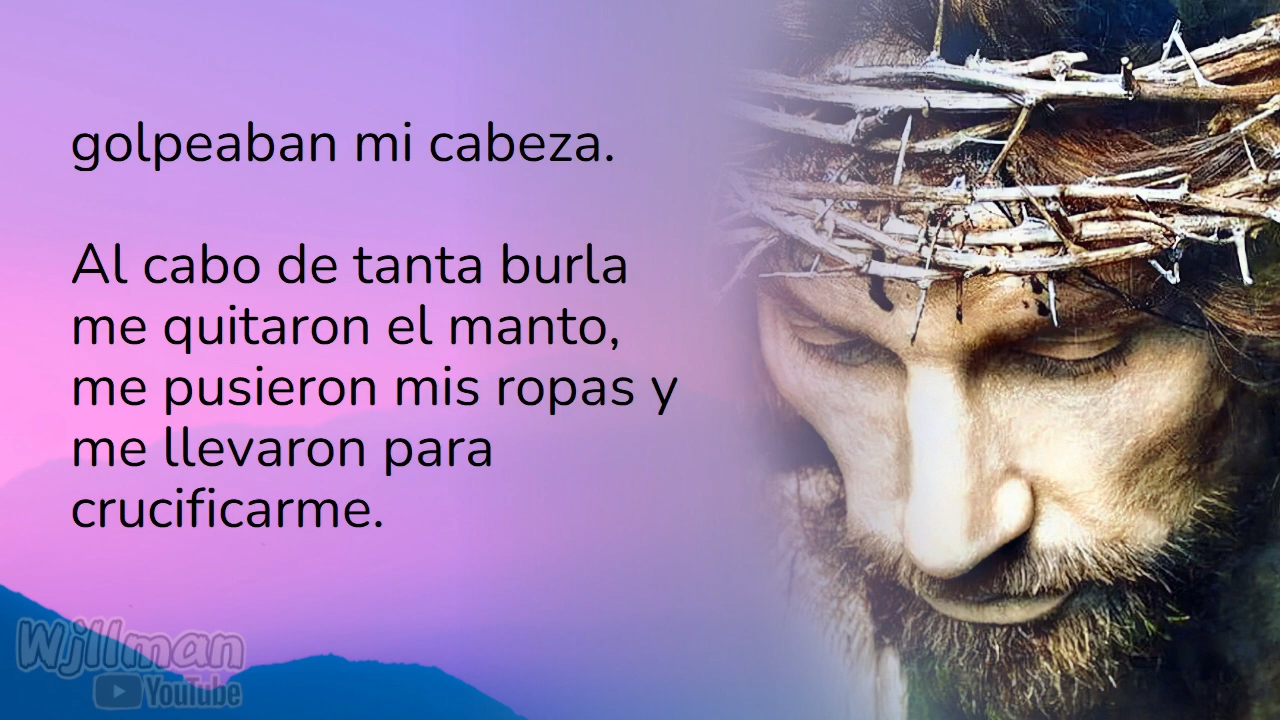 golpeaban mi cabeza.
Al cabo de tanta burla
me quitaron el manto,
me pusieron mis ropas y
me llevaron para
crucificarme.
Wjllman
YouTube